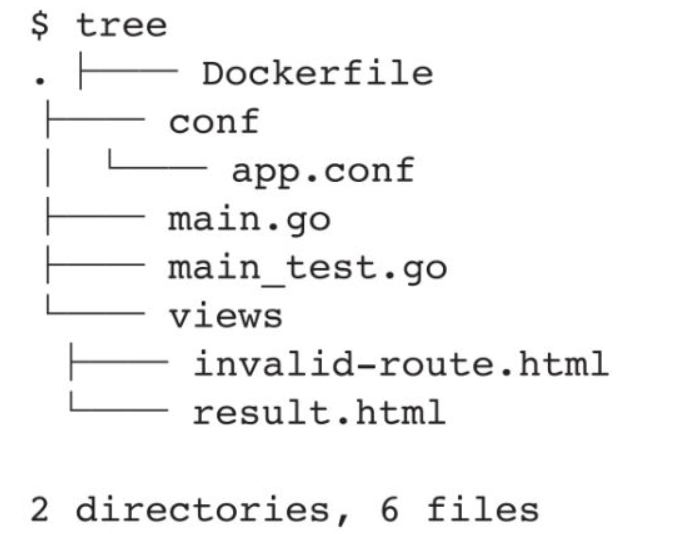 $ tree
. ├── Dockerfile
├── conf
│ └── app.conf
├── main.go
├── main_test.go
└── views
├── invalid-route.html
└── result.html
2 directories, 6 files